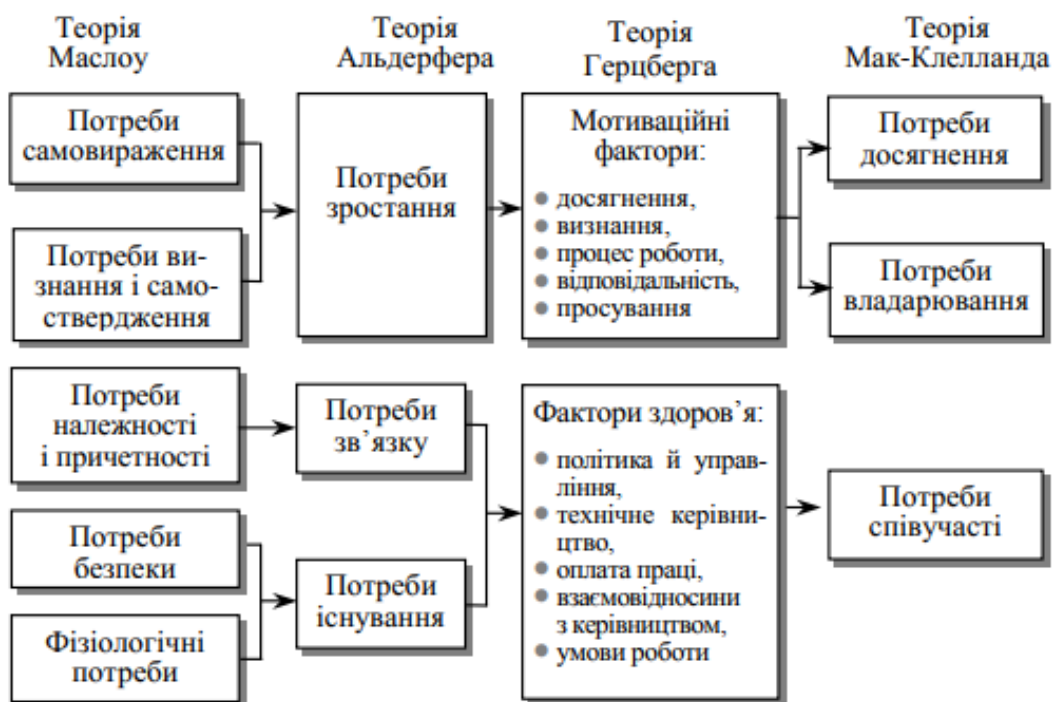 Теорія
Маслоу
Потреби
самовираження
Потреби ви-
знання і само-
ствердження
Потреби
належності
і причетності
Потреби
безпеки
Фізіологічні
потреби
Теорія
Альдерфера
Потреби
зростання
Потреби
зв’язку
Потреби
існування
Теорія
Герцберга
Мотиваційні
фактори:
● досягнення,
● визнання,
● процес роботи,
● відповідальність,
● просування
Фактори здоров’я:
● політика й управ-
ління,
● технічне керівни-
цтво,
● оплата праці,
● взаємовідносини
з керівництвом,
● умови роботи
Теорія
Мак-Клелланда
Потреби
досягнення
Потреби
владарювання
Потреби
співучасті